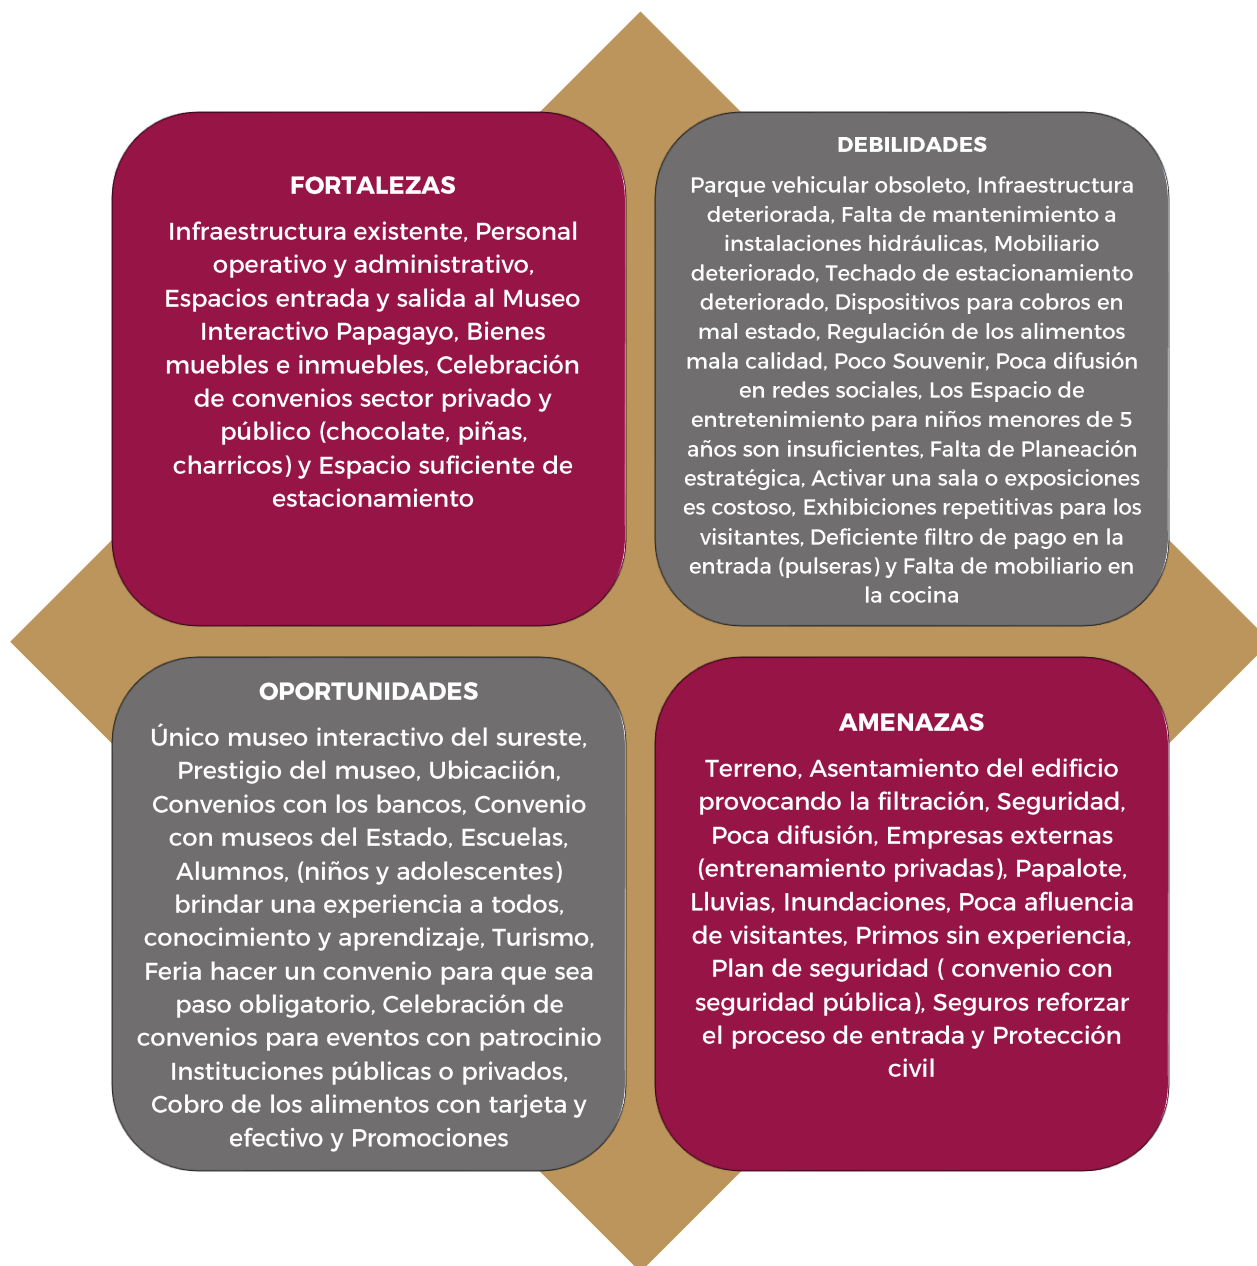 FORTALEZAS
Infraestructura existente, Personal
operativo y administrativo,
Espacios entrada y salida al Museo
Interactivo Papagayo, Bienes
muebles e inmuebles, Celebración
de convenios sector privado y
público (chocolate, piñas,
charricos) y Espacio suficiente de
estacionamiento
DEBILIDADES
Parque vehicular obsoleto, Infraestructura
deteriorada, Falta de mantenimiento a
instalaciones hidráulicas, Mobiliario
deteriorado, Techado de estacionamiento
deteriorado, Dispositivos para cobros en
mal estado, Regulación de los alimentos
mala calidad, Poco Souvenir, Poca difusión
en redes sociales, Los Espacio de
entretenimiento para niños menores de 5
años son insuficientes, Falta de Planeación
estratégica, Activar una sala o exposiciones
es costoso, Exhibiciones repetitivas para los
visitantes, Deficiente filtro de pago en la
entrada (pulseras) y Falta de mobiliario en
la cocina
OPORTUNIDADES
Único museo interactivo del sureste,
Prestigio del museo, Ubicaciión,
Convenios con los bancos, Convenio
con museos del Estado, Escuelas,
Alumnos, (niños y adolescentes)
brindar una experiencia a todos,
conocimiento y aprendizaje, Turismo,
Feria hacer un convenio para que sea
paso obligatorio, Celebración de
convenios para eventos con patrocinio
Instituciones públicas o privados,
Cobro de los alimentos con tarjeta y
efectivo y Promociones
AMENAZAS
Terreno, Asentamiento del edificio
provocando la filtración, Seguridad,
Poca difusión, Empresas externas
(entrenamiento privadas), Papalote,
Lluvias, Inundaciones, Poca afluencia
de visitantes, Primos sin experiencia,
Plan de seguridad ( convenio con
seguridad pública), Seguros reforzar
el proceso de entrada y Protección
civil